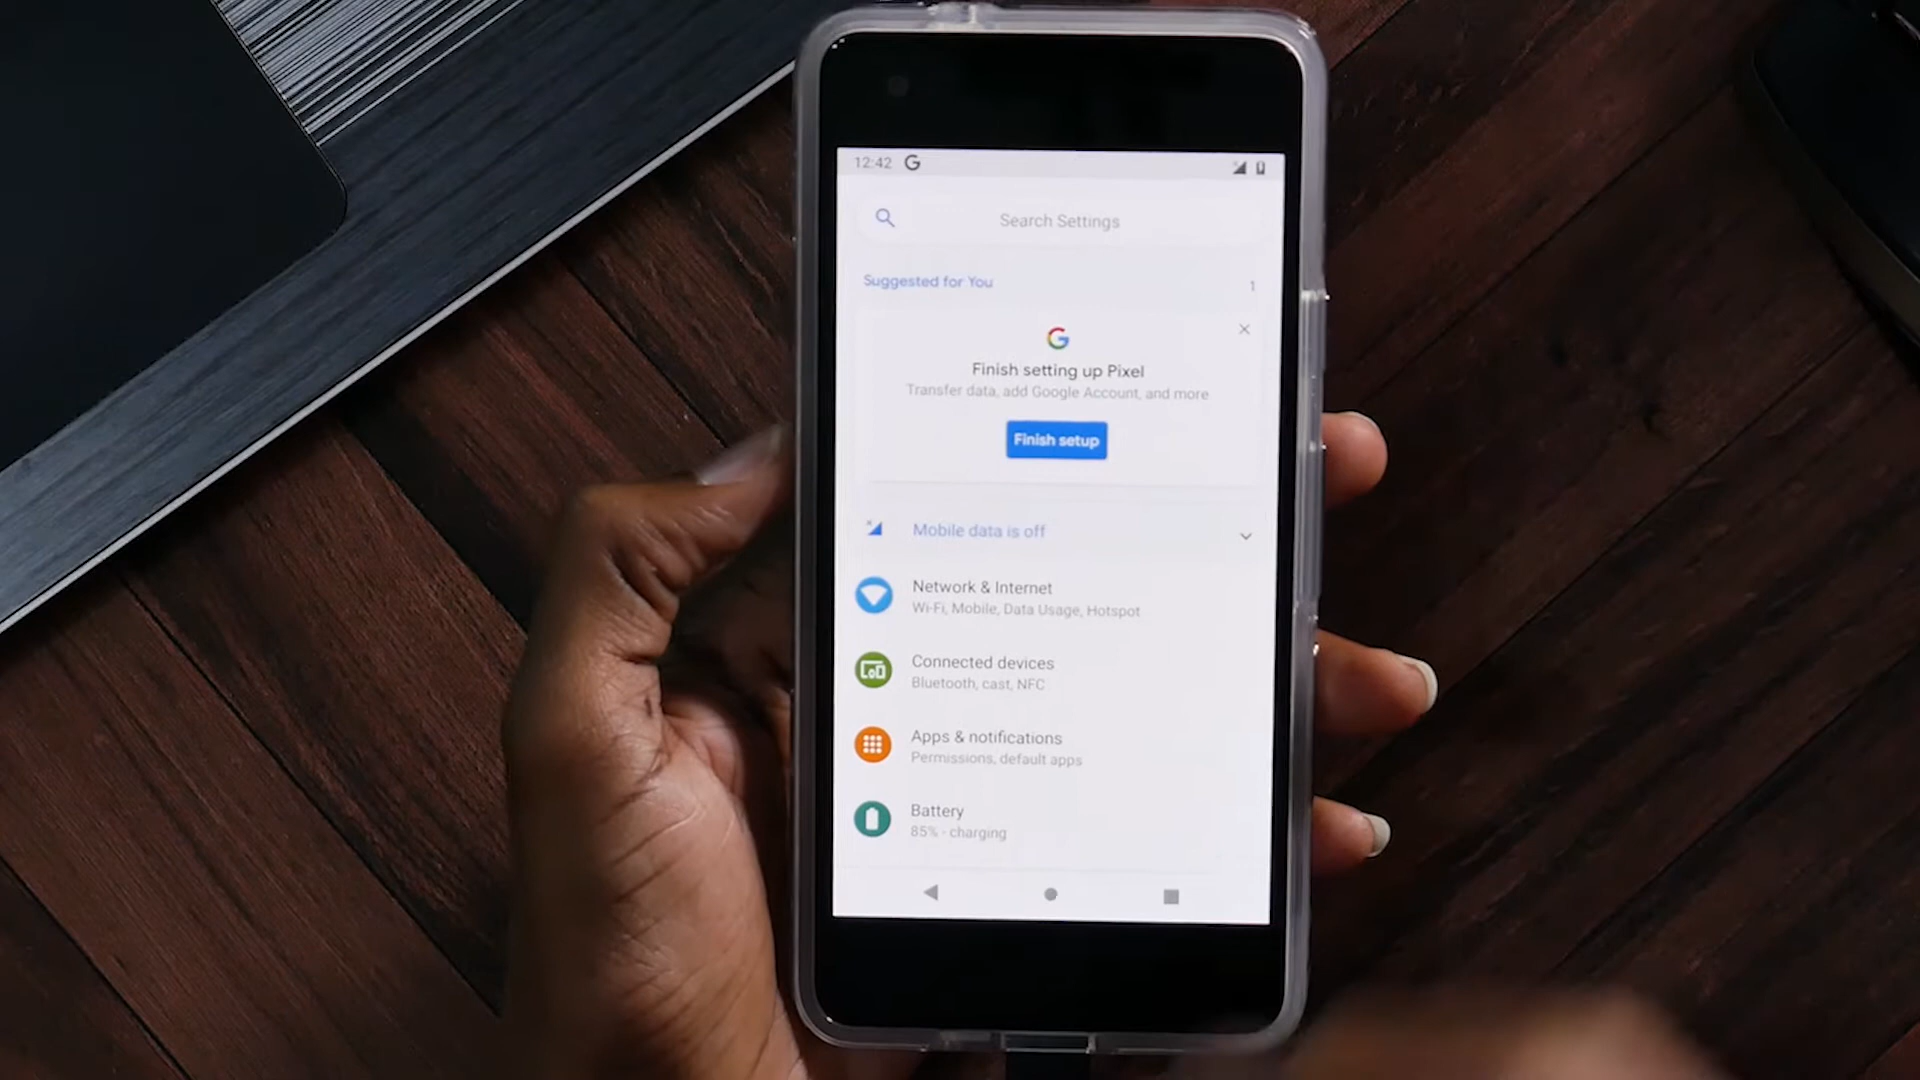 12:42 G
Search Settings
Suggested for You
1
G
Finish setting up Pixel
Transfer data, add Google Account, and more
Finish setup
Mobile data is off
Network & Internet
Wi-Fi, Mobile, Data Usage, Hotspot
Connected devices
Bluetooth, cast, NFC
Apps & notifications
Permissions, default apps
Battery
85% - charging